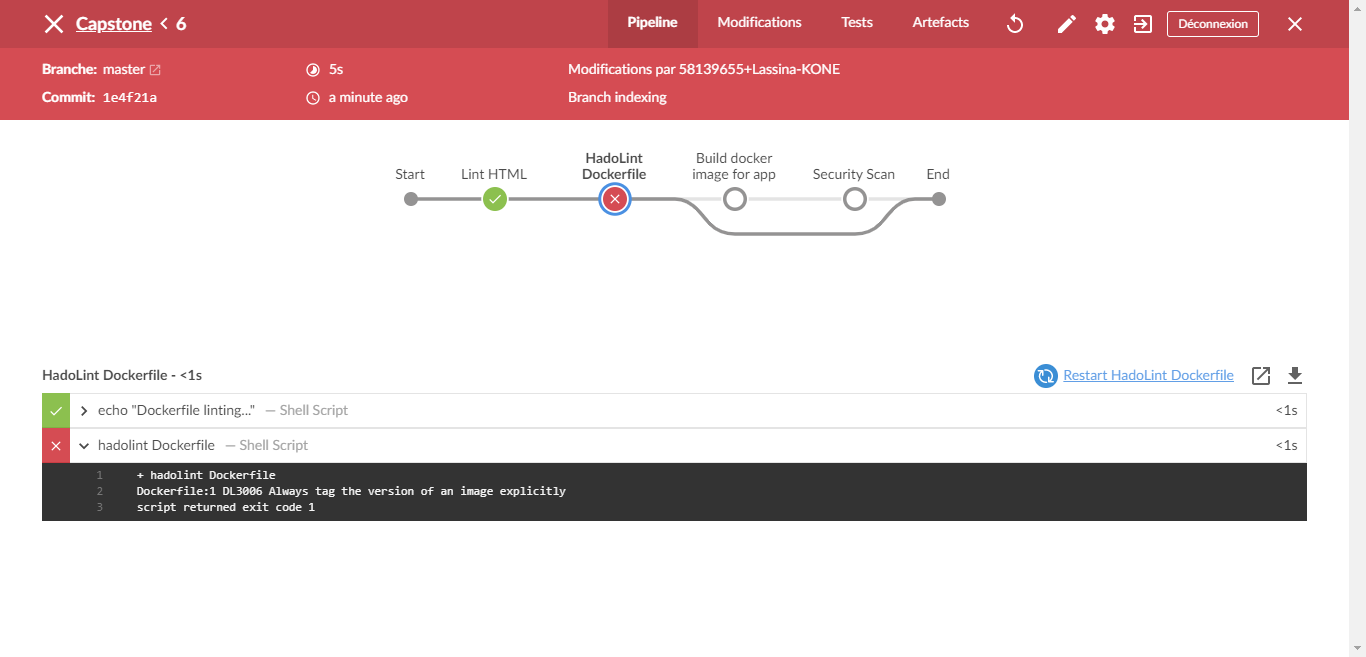 Capstone < 6
Pipeline
Modifications
Tests
Artefacts
Déconnexion
Branche: master
5s
Modifications par 58139655+Lassina-KONE
Commit: 1e4f21a
a minute ago
Branch indexing
Start
Lint HTML
HadoLint
Dockerfile
Build docker
image for app
Security Scan
End
HadoLint Dockerfile - <1s
Restart HadoLint Dockerfile
echo "Dockerfile linting..." — Shell Script
<1s
hadolint Dockerfile — Shell Script
<1s
1 + hadolint Dockerfile
2 Dockerfile:1 DL3006 Always tag the version of an image explicitly
3 script returned exit code 1